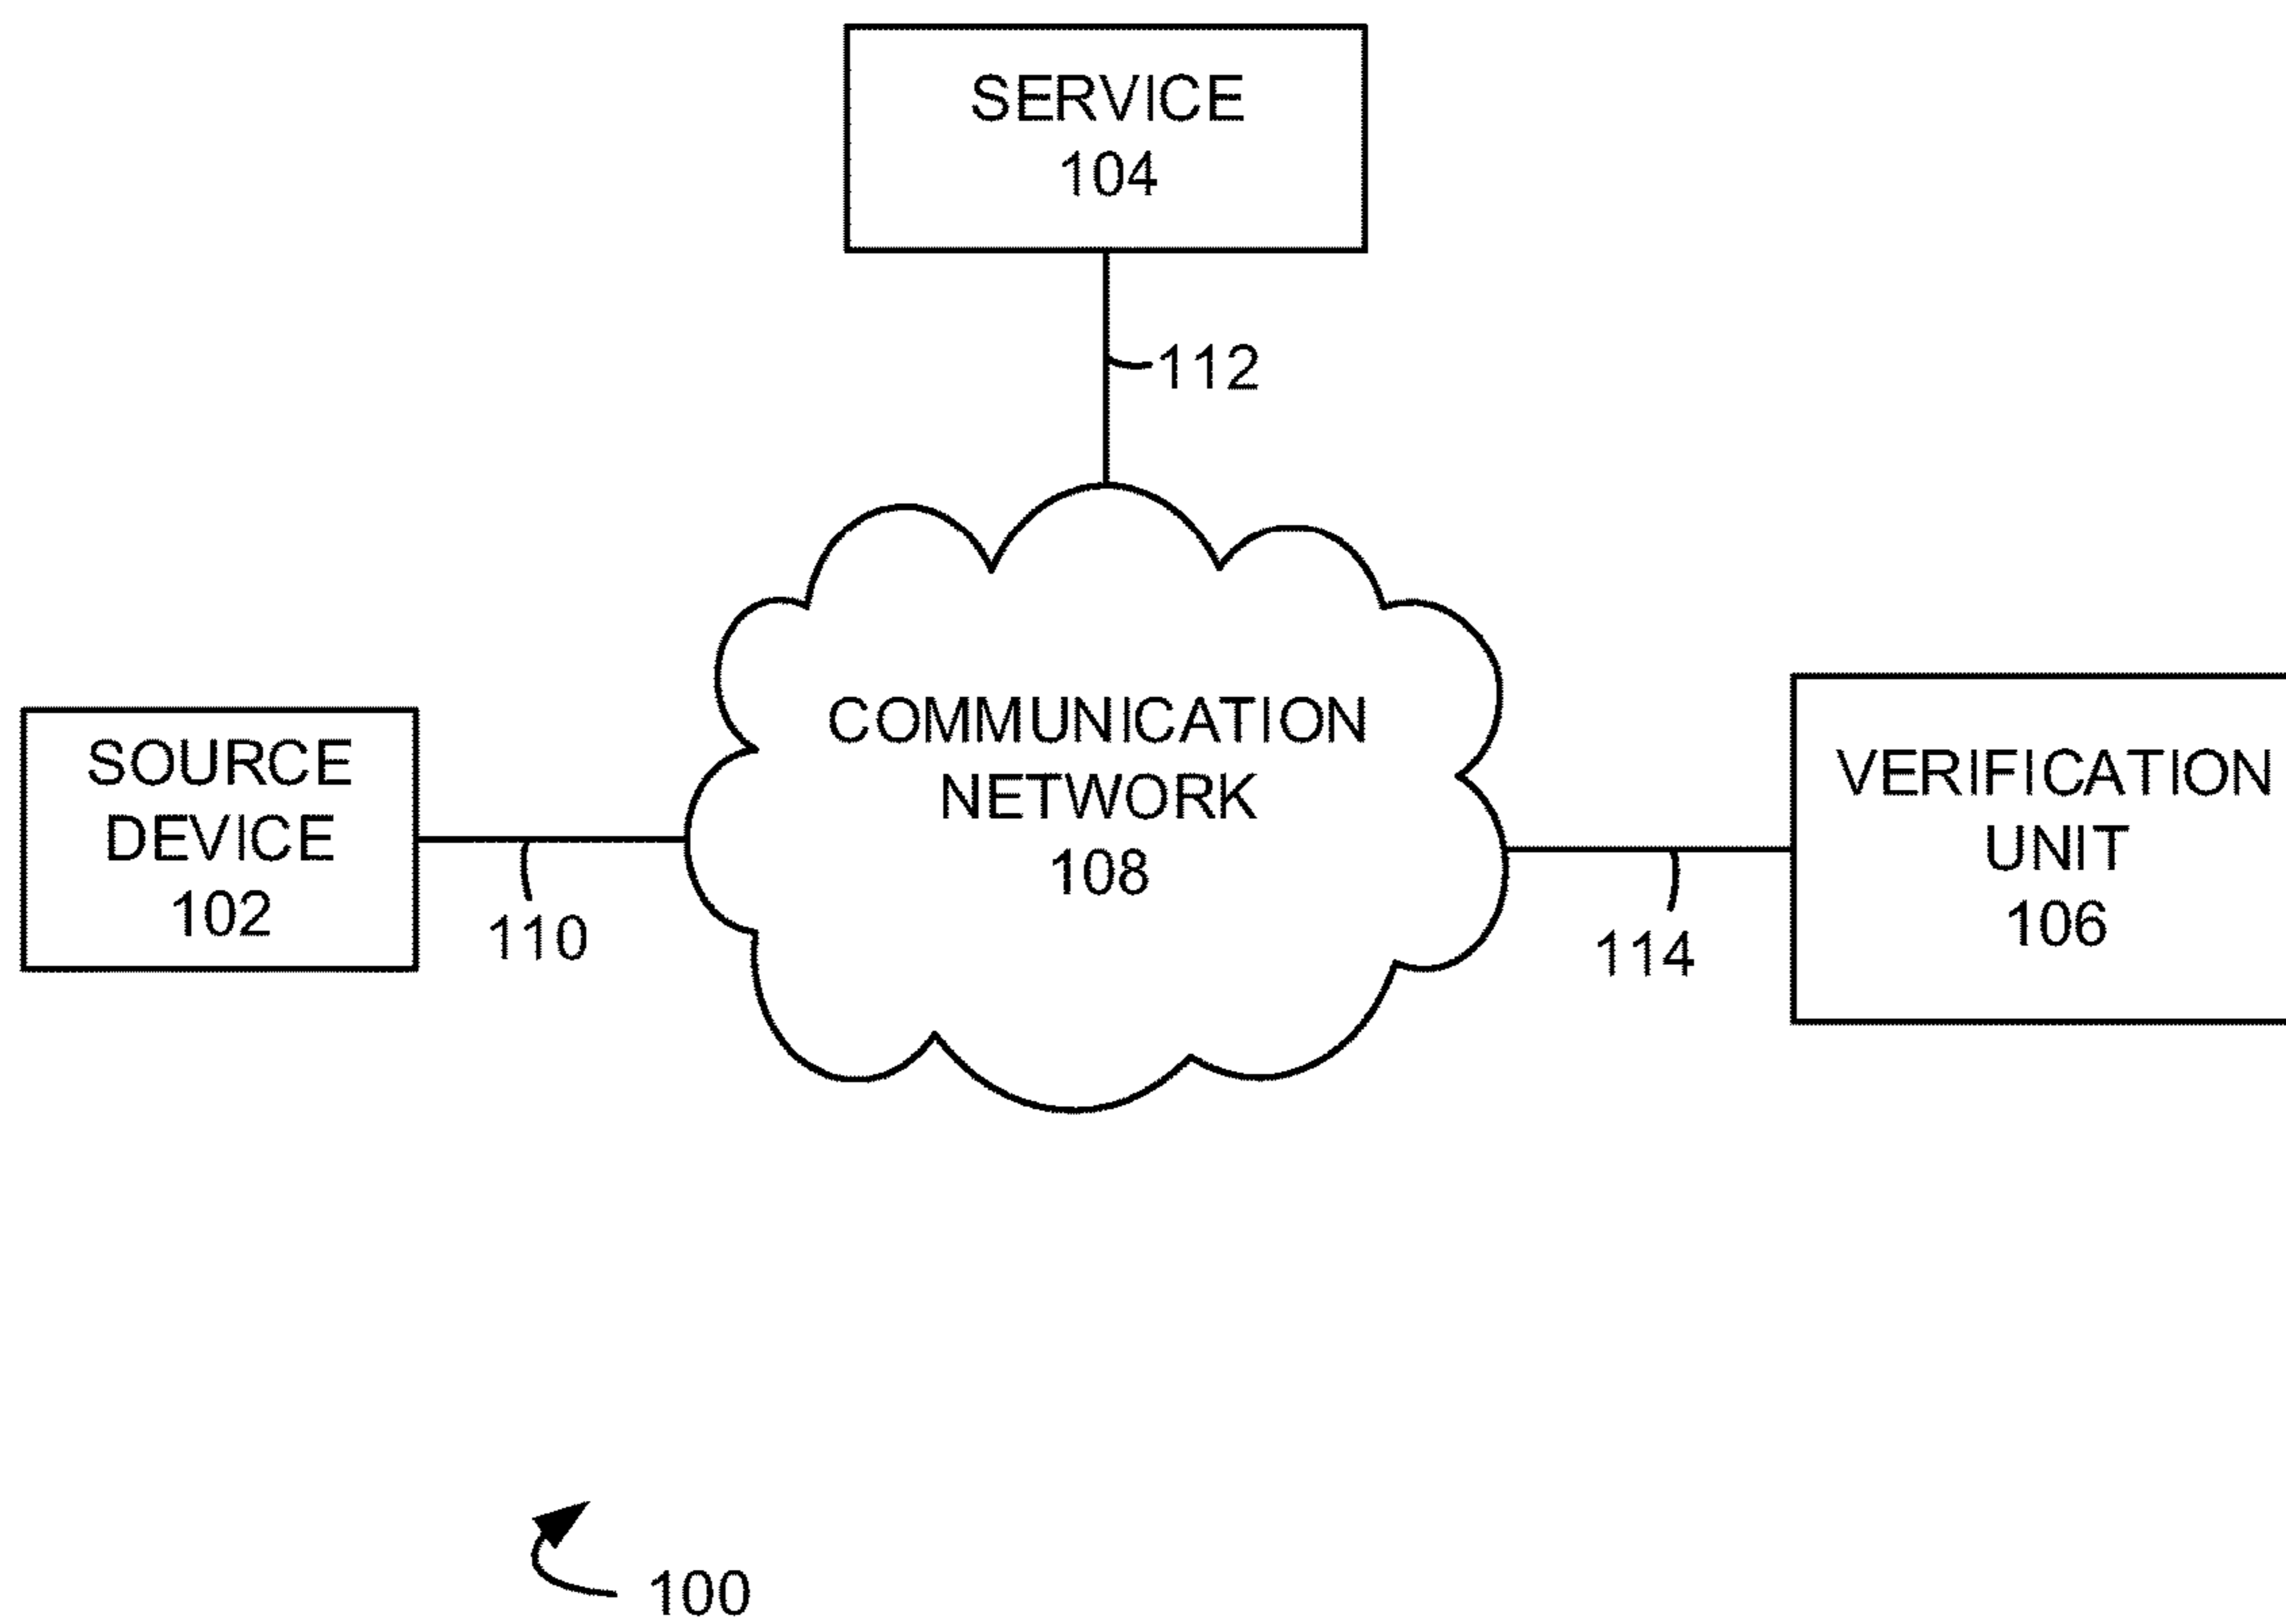 SERVICE
104
112
COMMUNICATION
NETWORK
108
SOURCE
DEVICE
102
110
VERIFICATION
UNIT
106
114
100